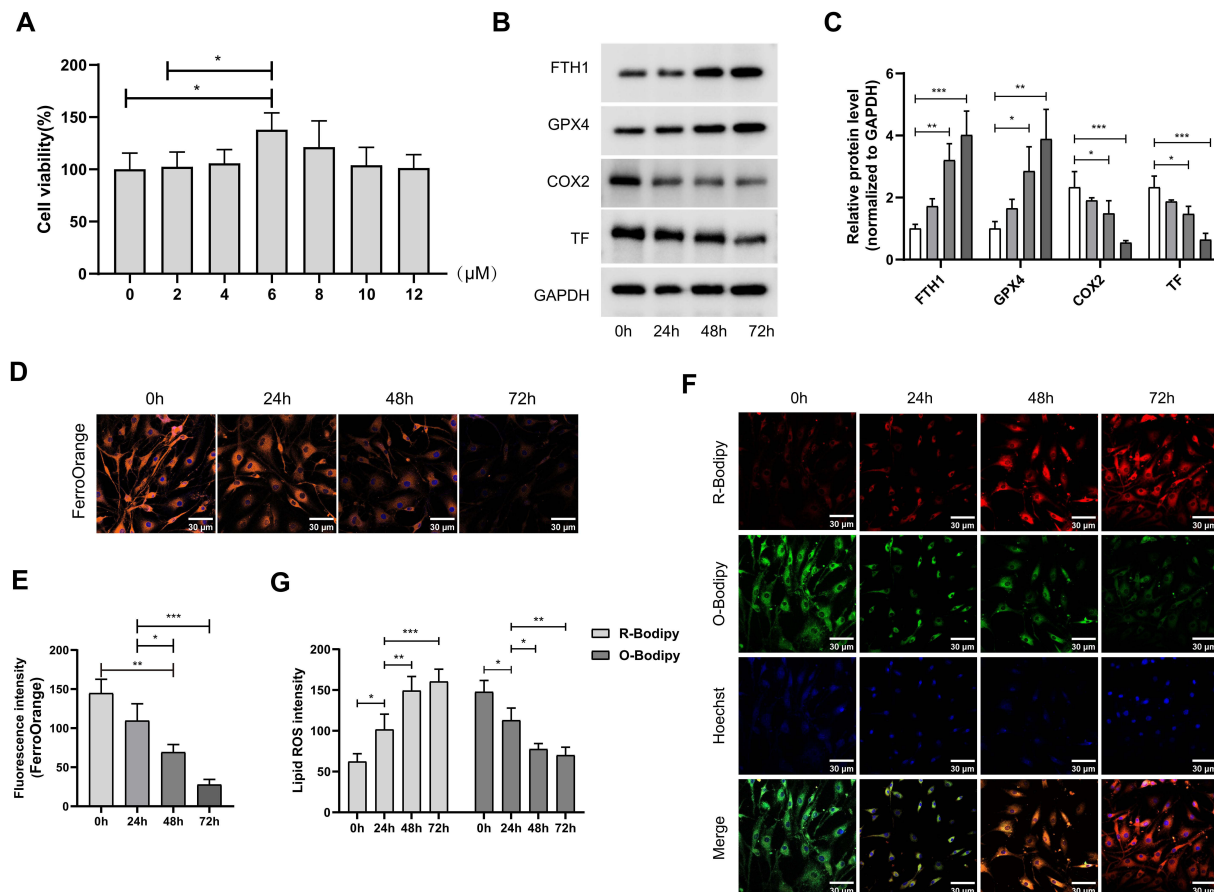 A
Cell viability(%)
200
150
100
50
0
*
*
0 2 4 6 8 10 12 (μM)
B
FTH1
GPX4
COX2
TF
GAPDH
0h 24h 48h 72h
C
Relative protein level
(normalized to GAPDH)
6
4
2
0
*** ** *** ***
** * * *
FTH1 GPX4 COX2 TF
D
0h 24h 48h 72h
FerroOrange
30 μm 30 μm 30 μm 30 μm
E
Fluorescence intensity
(FerroOrange)
200
150
100
50
0
***
*
**
0h 24h 48h 72h
G
Lipid ROS intensity
200
150
100
50
0
*** **
** *
* *
0h 24h 48h 72h 0h 24h 48h 72h
R-Bodipy
O-Bodipy
F
0h 24h 48h 72h
R-Bodipy
30 μm 30 μm 30 μm 30 μm
O-Bodipy
30 μm 30 μm 30 μm 30 μm
Hoechst
30 μm 30 μm 30 μm 30 μm
Merge
30 μm 30 μm 30 μm 30 μm